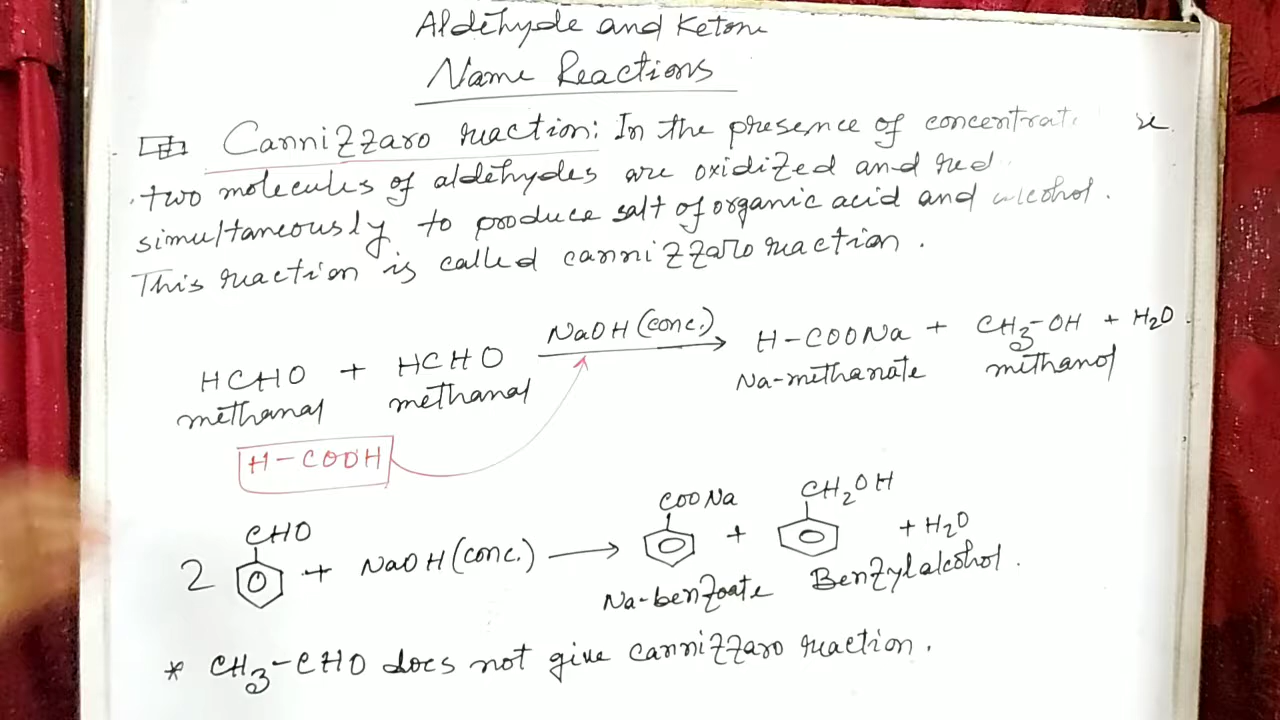 Aldehyde and Ketone
Name Reactions
Cannizzaro reaction: In the presence of
two molecules of aldehydes are oxidized and
simultaneously to produce salt of organic acid and alcohol.
This reaction is called cannizzaro reaction.
HCHO + HCHO NaOH (conc.) → H-COONa + CH3-OH + H2O.
methanal methanal Na-methanate methanol
H-COOH
2 CHO + NaOH (conc.) → COONa + CH2OH + H2O
Na-benzoate Benzylalcohol.
* CH3-CHO does not give cannizzaro reaction.